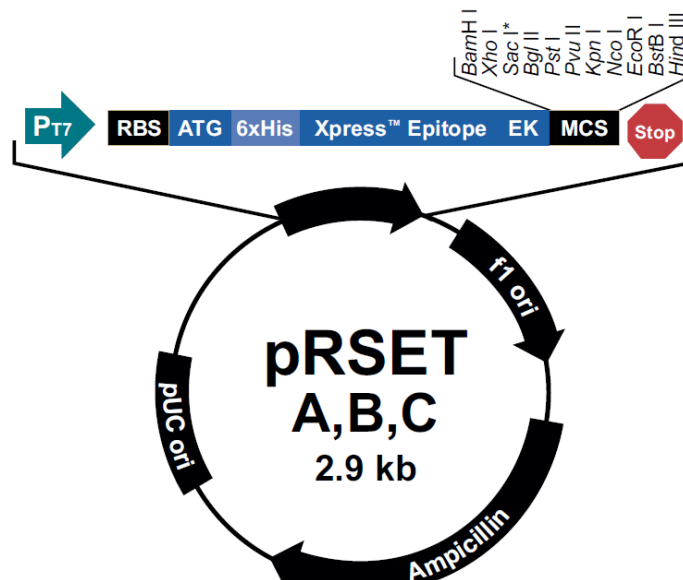 BamH I
Xho I
Sac I*
Bgl II
Pst I
Pvu II
Kpn I
Nco I
EcoR I
BstB I
Hind III
PT7 RBS ATG 6xHis Xpress™ Epitope EK MCS Stop
f1 ori
pRSET
A,B,C
2.9 kb
pUC ori
Ampicillin